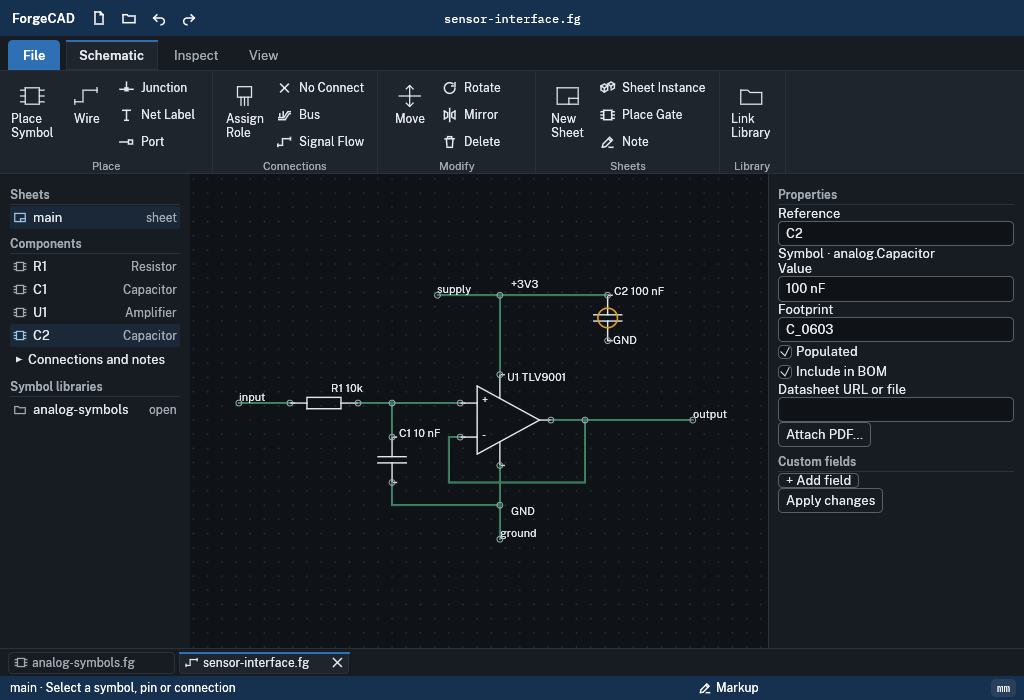 ForgeCAD
sensor-interface.fg
File Schematic Inspect View
Place Symbol
Wire
Junction
Net Label
Port
Place
Assign Role
No Connect
Bus
Signal Flow
Connections
Move
Rotate
Mirror
Delete
Modify
New Sheet
Sheet Instance
Place Gate
Note
Sheets
Link Library
Library
Sheets
main sheet
Components
R1 Resistor
C1 Capacitor
U1 Amplifier
C2 Capacitor
Connections and notes
Symbol libraries
analog-symbols open
supply
+3V3
C2 100 nF
GND
U1 TLV9001
R1 10k
input
+
output
C1 10 nF
-
GND
ground
Properties
Reference
C2
Symbol · analog.Capacitor
Value
100 nF
Footprint
C_0603
Populated
Include in BOM
Datasheet URL or file
Attach PDF...
Custom fields
+ Add field
Apply changes
analog-symbols.fg
sensor-interface.fg
main · Select a symbol, pin or connection
Markup
mm